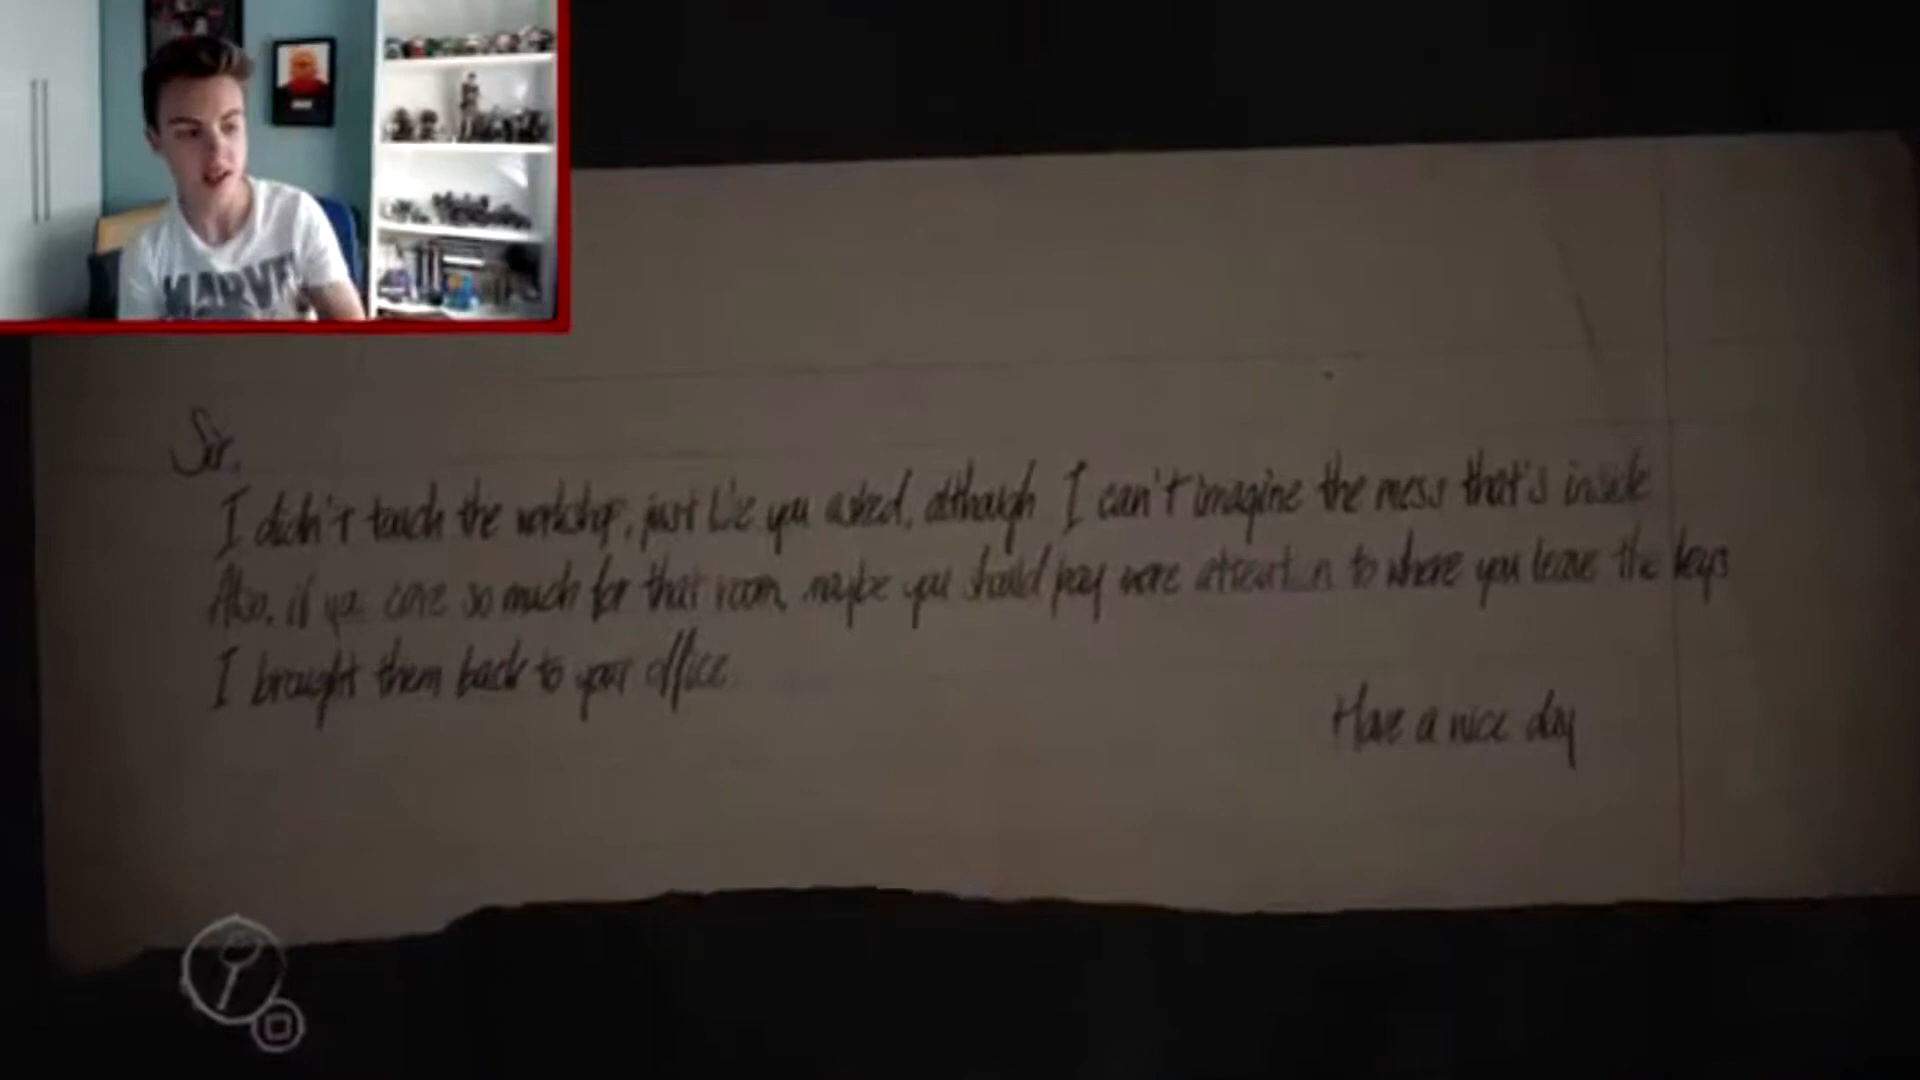 MARVEL
Sir,
I didn't touch the workshop, just like you asked, although I can't imagine the mess that's inside
Also, if you care so much for that room, maybe you should pay more attention to where you leave the keys
I brought them back to your office.
Have a nice day